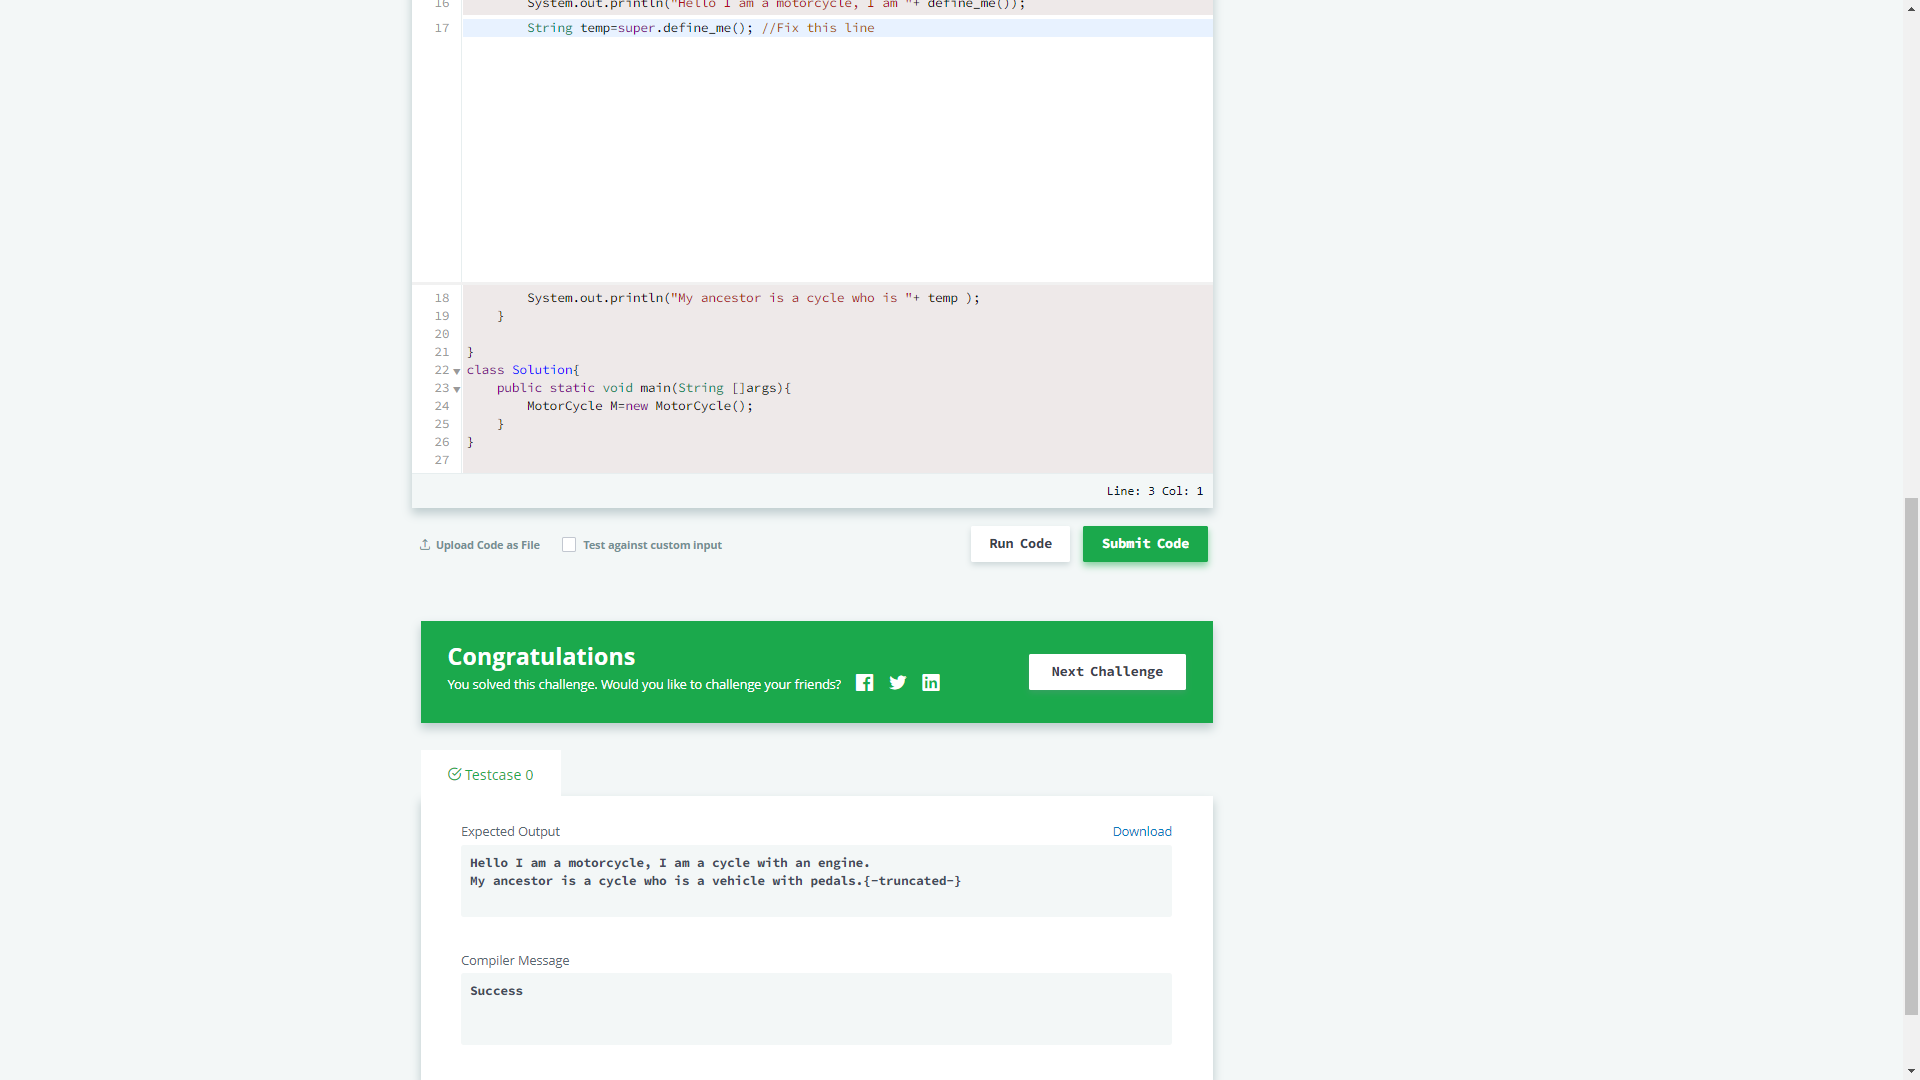 16 System.out.println("Hello I am a motorcycle, I am "+ define_me());
17 String temp=super.define_me(); //Fix this line
18 System.out.println("My ancestor is a cycle who is "+ temp );
19 }
20
21 }
22 class Solution{
23 public static void main(String []args){
24 MotorCycle M=new MotorCycle();
25 }
26 }
27
Line: 3 Col: 1
Upload Code as File Test against custom input Run Code Submit Code
Congratulations
You solved this challenge. Would you like to challenge your friends?
Next Challenge
Testcase 0
Expected Output Download
Hello I am a motorcycle, I am a cycle with an engine.
My ancestor is a cycle who is a vehicle with pedals.{-truncated-}
Compiler Message
Success